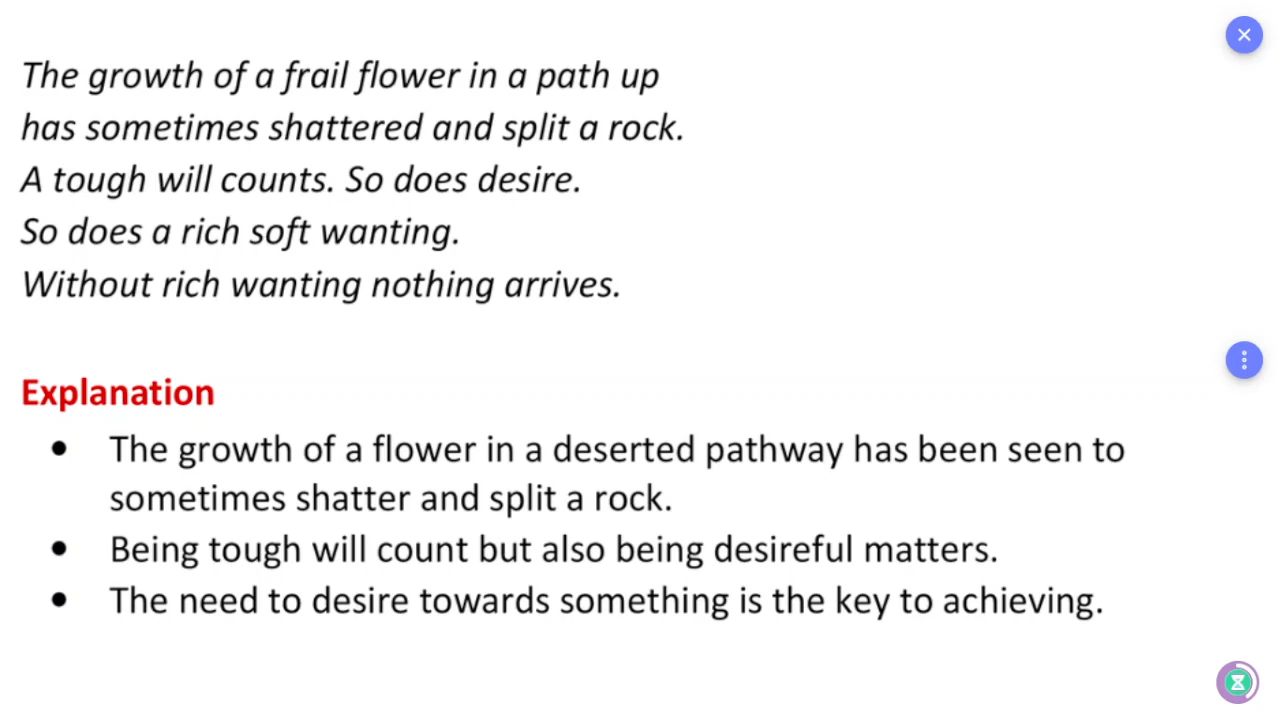 The growth of a frail flower in a path up
has sometimes shattered and split a rock.
A tough will counts. So does desire.
So does a rich soft wanting.
Without rich wanting nothing arrives.
Explanation
• The growth of a flower in a deserted pathway has been seen to
sometimes shatter and split a rock.
• Being tough will count but also being desireful matters.
• The need to desire towards something is the key to achieving.